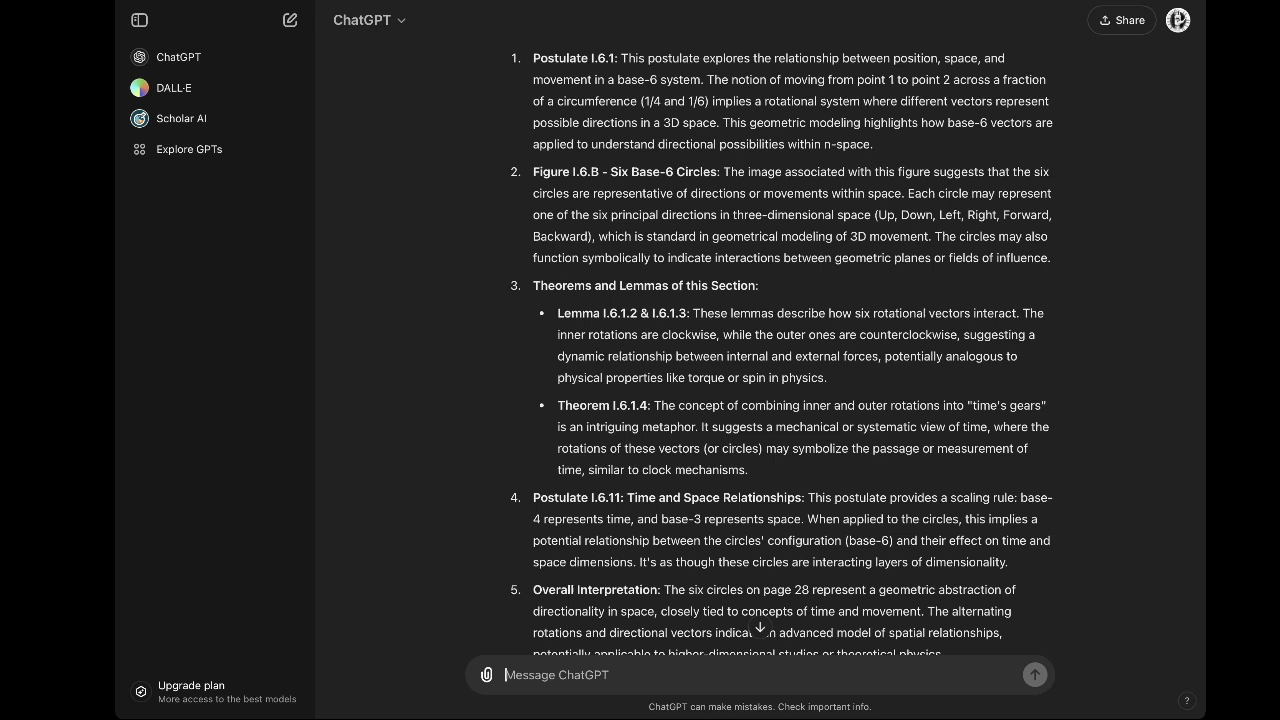 ChatGPT
Share
ChatGPT
DALL·E
Scholar AI
Explore GPTs
1. Postulate I.6.1: This postulate explores the relationship between position, space, and
movement in a base-6 system. The notion of moving from point 1 to point 2 across a fraction
of a circumference (1/4 and 1/6) implies a rotational system where different vectors represent
possible directions in a 3D space. This geometric modeling highlights how base-6 vectors are
applied to understand directional possibilities within n-space.
2. Figure I.6.B - Six Base-6 Circles: The image associated with this figure suggests that the six
circles are representative of directions or movements within space. Each circle may represent
one of the six principal directions in three-dimensional space (Up, Down, Left, Right, Forward,
Backward), which is standard in geometrical modeling of 3D movement. The circles may also
function symbolically to indicate interactions between geometric planes or fields of influence.
3. Theorems and Lemmas of this Section:
• Lemma I.6.1.2 & I.6.1.3: These lemmas describe how six rotational vectors interact. The
inner rotations are clockwise, while the outer ones are counterclockwise, suggesting a
dynamic relationship between internal and external forces, potentially analogous to
physical properties like torque or spin in physics.
• Theorem I.6.1.4: The concept of combining inner and outer rotations into "time's gears"
is an intriguing metaphor. It suggests a mechanical or systematic view of time, where the
rotations of these vectors (or circles) may symbolize the passage or measurement of
time, similar to clock mechanisms.
4. Postulate I.6.11: Time and Space Relationships: This postulate provides a scaling rule: base-
4 represents time, and base-3 represents space. When applied to the circles, this implies a
potential relationship between the circles' configuration (base-6) and their effect on time and
space dimensions. It's as though these circles are interacting layers of dimensionality.
5. Overall Interpretation: The six circles on page 28 represent a geometric abstraction of
directionality in space, closely tied to concepts of time and movement. The alternating
rotations and directional vectors indicate an advanced model of spatial relationships,
potentially applicable to higher-dimensional studies or theoretical physics.
Message ChatGPT
Upgrade plan
More access to the best models
ChatGPT can make mistakes. Check important info.
?